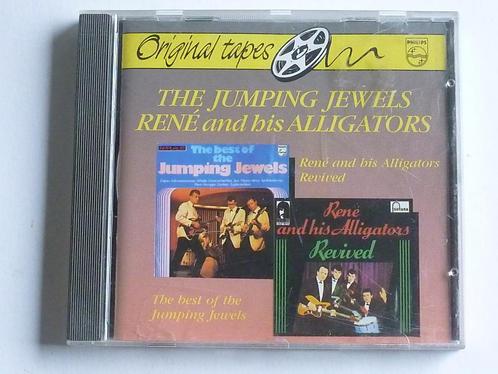 Original tapes
PHILIPS
THE JUMPING JEWELS
RENÉ and his ALLIGATORS
The best of
the
Jumping Jewels
René and his Alligators
Revived
René
and his Alligators
Revived
fontana
The best of the
Jumping Jewels